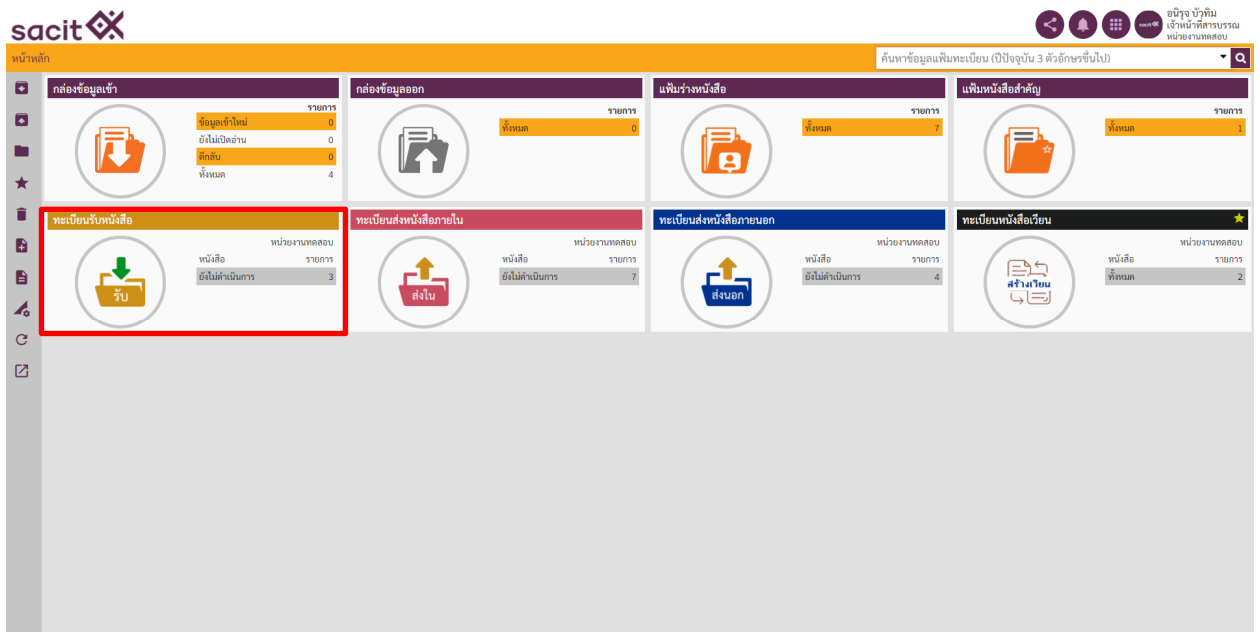 sacit
อนิรุจ บัวทิม
เจ้าหน้าที่สารบรรณ
หน่วยงานทดสอบ
หน้าหลัก
ค้นหาข้อมูลแฟ้มทะเบียน (ปีปัจจุบัน 3 ตัวอักษรขึ้นไป)
กล่องข้อมูลเข้า
รายการ
ข้อมูลเข้าใหม่ 0
ยังไม่เปิดอ่าน 0
ตีกลับ 0
ทั้งหมด 4
กล่องข้อมูลออก
รายการ
ทั้งหมด 0
แฟ้มร่างหนังสือ
รายการ
ทั้งหมด 7
แฟ้มหนังสือสำคัญ
รายการ
ทั้งหมด 1
ทะเบียนรับหนังสือ
หน่วยงานทดสอบ
หนังสือ รายการ
ยังไม่ดำเนินการ 3
รับ
ทะเบียนส่งหนังสือภายใน
หน่วยงานทดสอบ
หนังสือ รายการ
ยังไม่ดำเนินการ 7
ส่งใน
ทะเบียนส่งหนังสือภายนอก
หน่วยงานทดสอบ
หนังสือ รายการ
ยังไม่ดำเนินการ 4
ส่งนอก
ทะเบียนหนังสือเวียน
หน่วยงานทดสอบ
หนังสือ รายการ
ทั้งหมด 2
สร้างเวียน